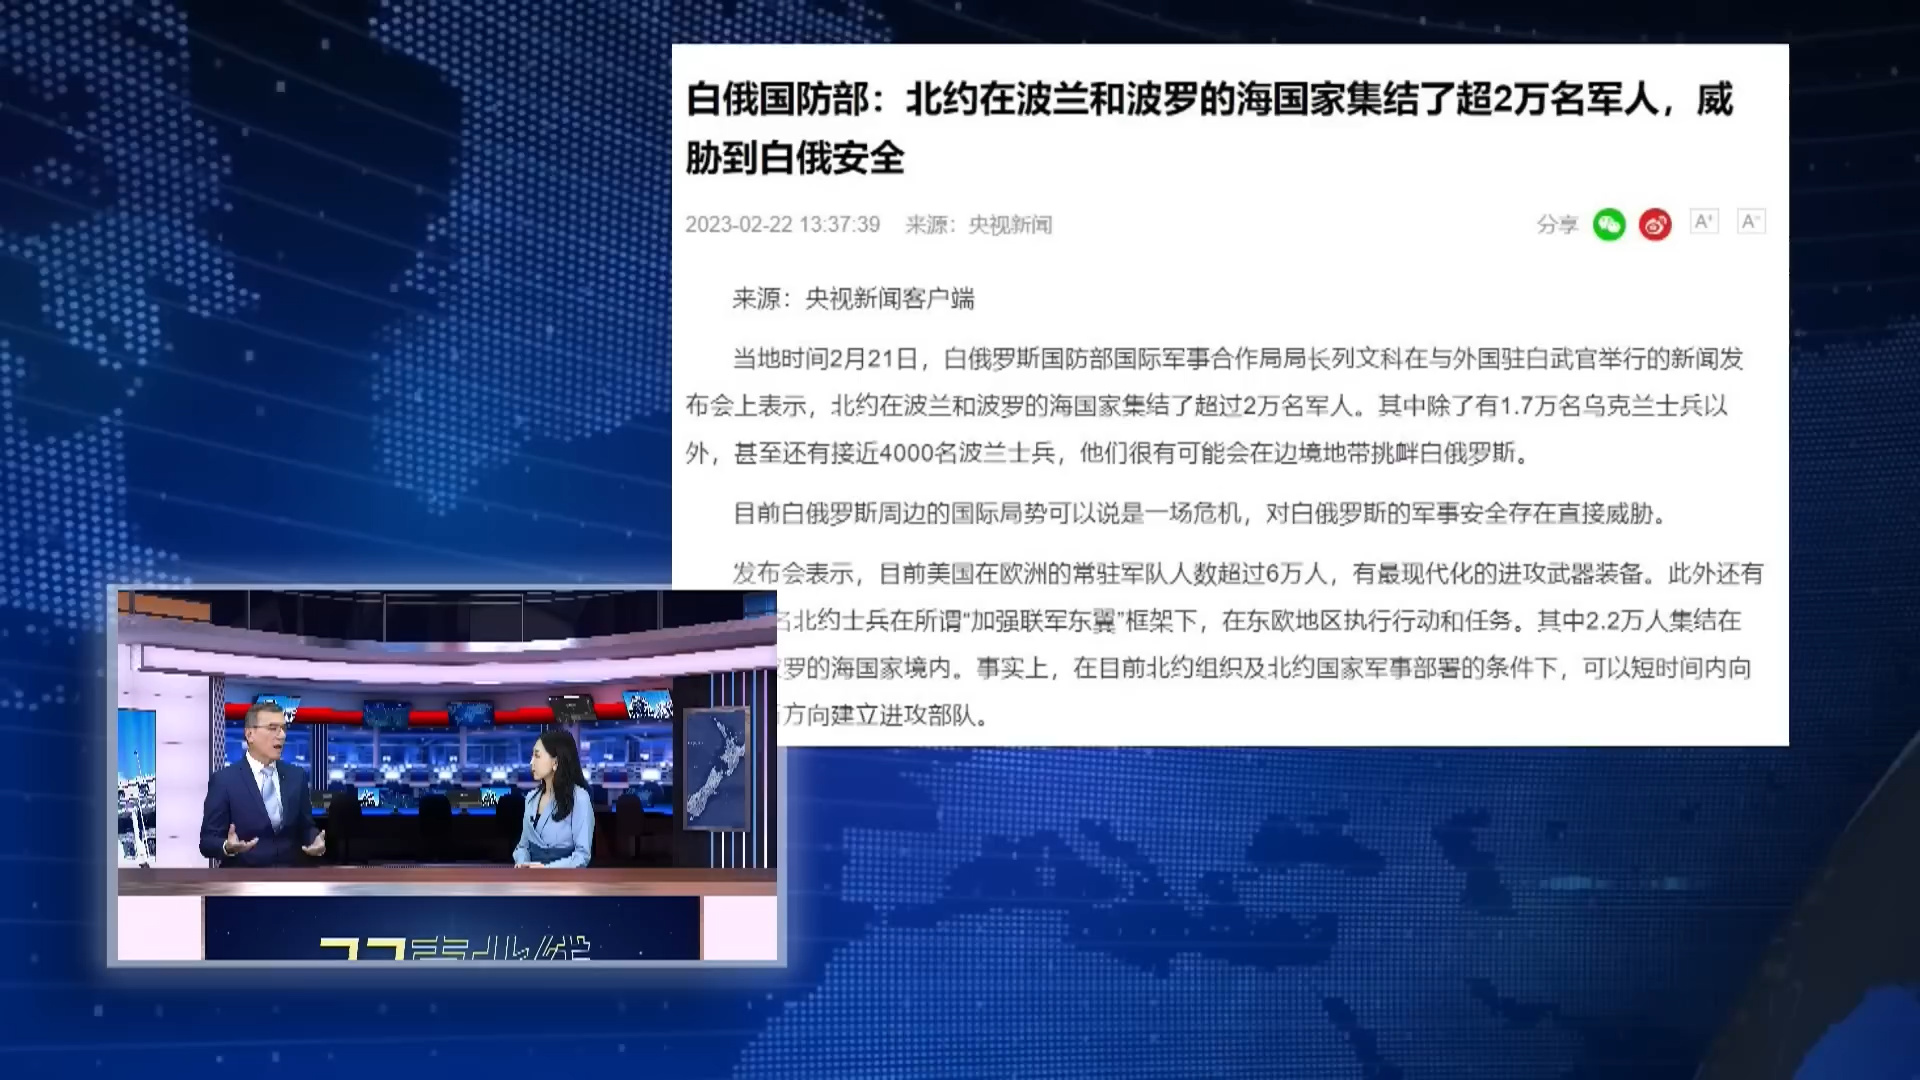 白俄国防部：北约在波兰和波罗的海国家集结了超2万名军人，威
胁到白俄安全
2023-02-22 13:37:39 来源：央视新闻
分享 A+ A-
来源：央视新闻客户端
当地时间2月21日，白俄罗斯国防部国际军事合作局局长列文科在与外国驻白武官举行的新闻发
布会上表示，北约在波兰和波罗的海国家集结了超过2万名军人。其中除了有1.7万名乌克兰士兵以
外，甚至还有接近4000名波兰士兵，他们很有可能会在边境地带挑衅白俄罗斯。
目前白俄罗斯周边的国际局势可以说是一场危机，对白俄罗斯的军事安全存在直接威胁。
发布会表示，目前美国在欧洲的常驻军队人数超过6万人，有最现代化的进攻武器装备。此外还有
名北约士兵在所谓“加强联军东翼”框架下，在东欧地区执行行动和任务。其中2.2万人集结在
罗的海国家境内。事实上，在目前北约组织及北约国家军事部署的条件下，可以短时间内向
方向建立进攻部队。